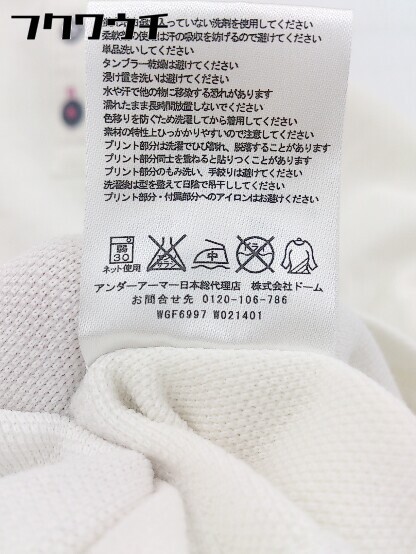 フクウクチ
入っていない洗剤を使用してください
柔軟剤のご使用は汗の吸収を妨げるので避けてください
単品洗いしてください
タンブラー乾燥は避けてください
浸け置き洗いは避けてください
水や汗で他の物に移染する恐れがあります
濡れたまま長時間放置しないでください
色移りを防ぐため洗濯してから着用してください
素材の特性上ひっかかりやすいので注意してください
プリント部分は洗濯でひび割れ、脱落することがあります
プリント部分同士を重ねると貼りつくことがあります
プリント部分のもみ洗い、手絞りは避けてください
洗濯後は型を整えて日陰で吊干ししてください
プリント部分・付属部分へのアイロンはお避けください
弱 30 エンソ サラシ 中 ドライ
ネット使用
アンダーアーマー日本総代理店 株式会社ドーム
お問合せ先 0120-106-786
WGF6997 W021401